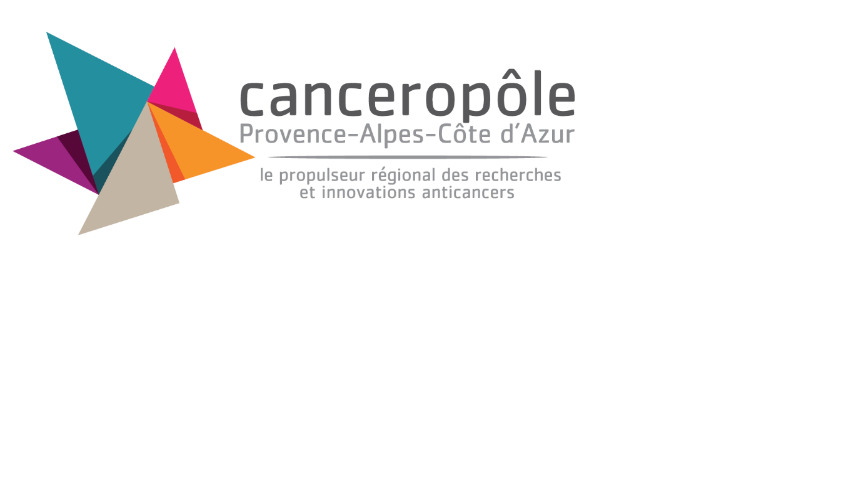 canceropôle
Provence-Alpes-Côte d'Azur
le propulseur régional des recherches
et innovations anticancers